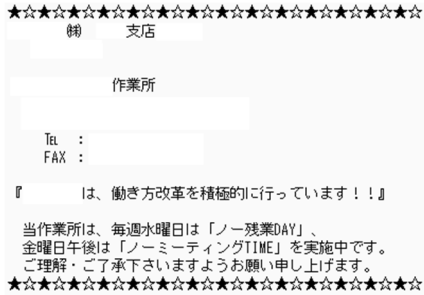 ★☆★☆★☆★☆★☆★☆★☆★☆★☆★☆★☆★☆★☆★☆
㈱　　支店
作業所
℡　：
FAX　：
『　　　は、働き方改革を積極的に行っています！！』
当作業所は、毎週水曜日は「ノー残業DAY」、
金曜日午後は「ノーミーティングTIME」を実施中です。
ご理解・ご了承下さいますようお願い申し上げます。
★☆★☆★☆★☆★☆★☆★☆★☆★☆★☆★☆★☆★☆★☆